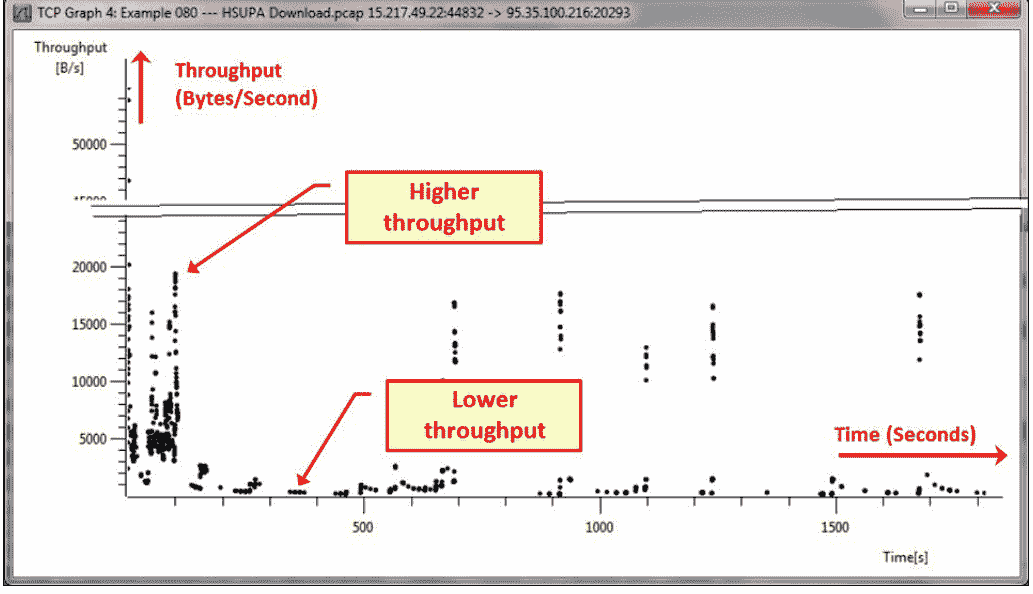 TCP Graph 4: Example 080 --- HSUPA Download.pcap 15.217.49.22:44832 -> 95.35.100.216:20293
Throughput
[B/s]
Throughput
(Bytes/Second)
50000
Higher
throughput
20000
15000
10000
Lower
throughput
5000
Time (Seconds)
500
1000
1500
Time[s]